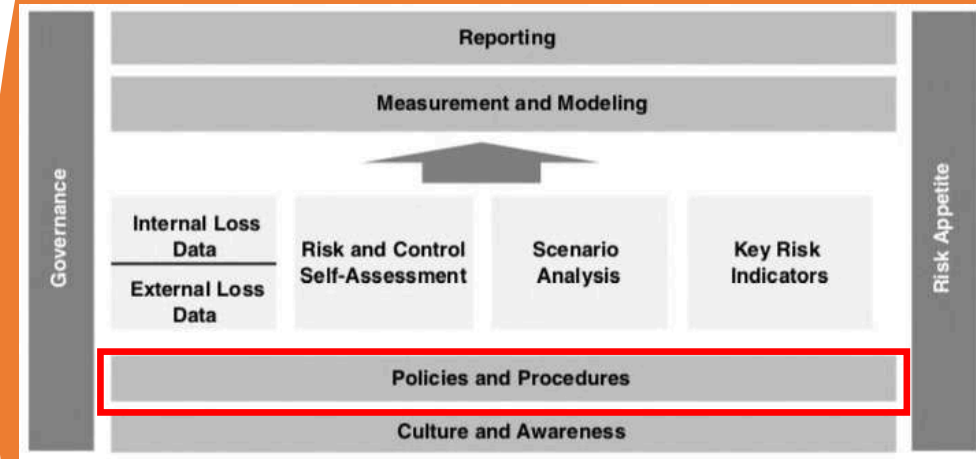 Reporting
Measurement and Modeling
Governance
Internal Loss
Data
External Loss
Data
Risk and Control
Self-Assessment
Scenario
Analysis
Key Risk
Indicators
Risk Appetite
Policies and Procedures
Culture and Awareness